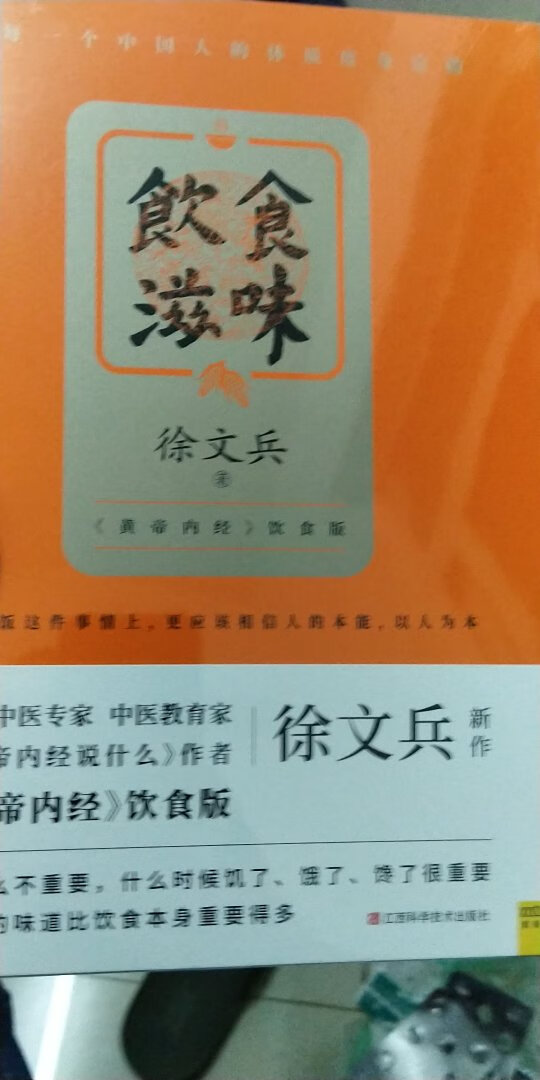 每一个中国人的体质
飲食
滋味
徐文兵
著
《黄帝内经》饮食版
饭这件事情上，更应该相信人的本能，以人为本
中医专家 中医教育家
帝内经说什么》作者
帝内经》饮食版
徐文兵
新作
么不重要，什么时候饥了、饿了、馋了很重要
的味道比饮食本身重要得多
江西科学技术出版社